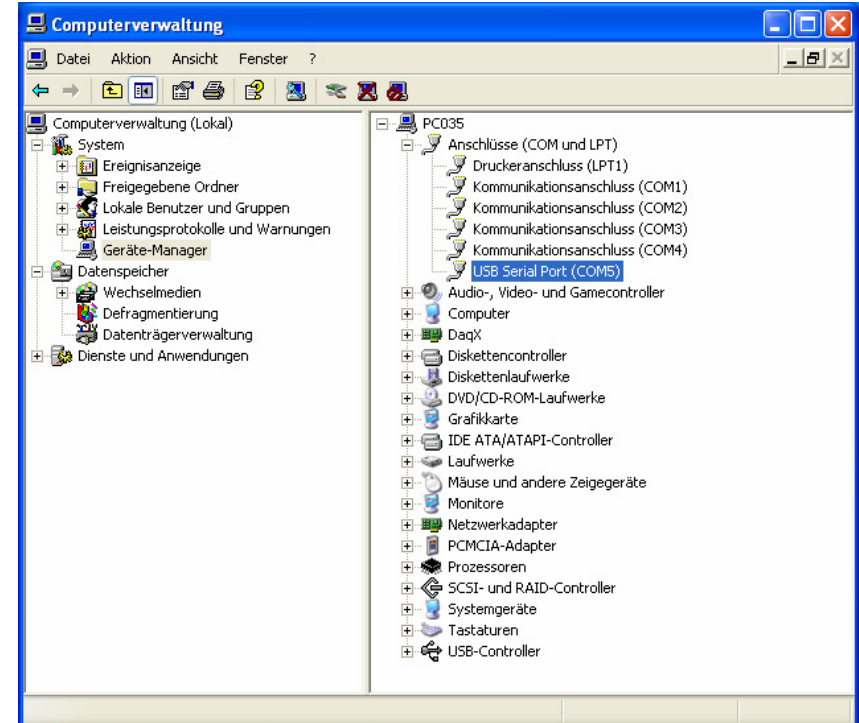 Computerverwaltung
Datei Aktion Ansicht Fenster ?
Computerverwaltung (Lokal)
System
Ereignisanzeige
Freigegebene Ordner
Lokale Benutzer und Gruppen
Leistungsprotokolle und Warnungen
Geräte-Manager
Datenspeicher
Wechselmedien
Defragmentierung
Datenträgerverwaltung
Dienste und Anwendungen
PC035
Anschlüsse (COM und LPT)
Druckeranschluss (LPT1)
Kommunikationsanschluss (COM1)
Kommunikationsanschluss (COM2)
Kommunikationsanschluss (COM3)
Kommunikationsanschluss (COM4)
USB Serial Port (COM5)
Audio-, Video- und Gamecontroller
Computer
DaqX
Diskettencontroller
Diskettenlaufwerke
DVD/CD-ROM-Laufwerke
Grafikkarte
IDE ATA/ATAPI-Controller
Laufwerke
Mäuse und andere Zeigegeräte
Monitore
Netzwerkadapter
PCMCIA-Adapter
Prozessoren
SCSI- und RAID-Controller
Systemgeräte
Tastaturen
USB-Controller